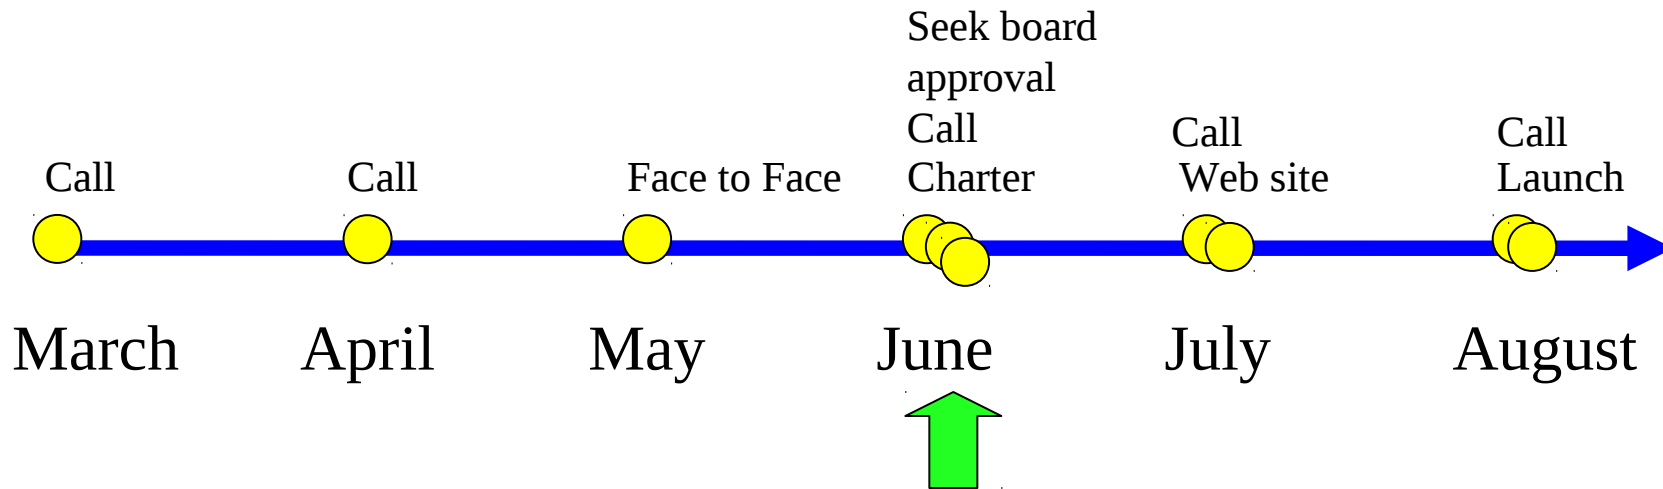 Seek board
approval
Call
Charter
Call
Web site
Call
Launch
Call
Call
Face to Face
March
April
May
June
July
August